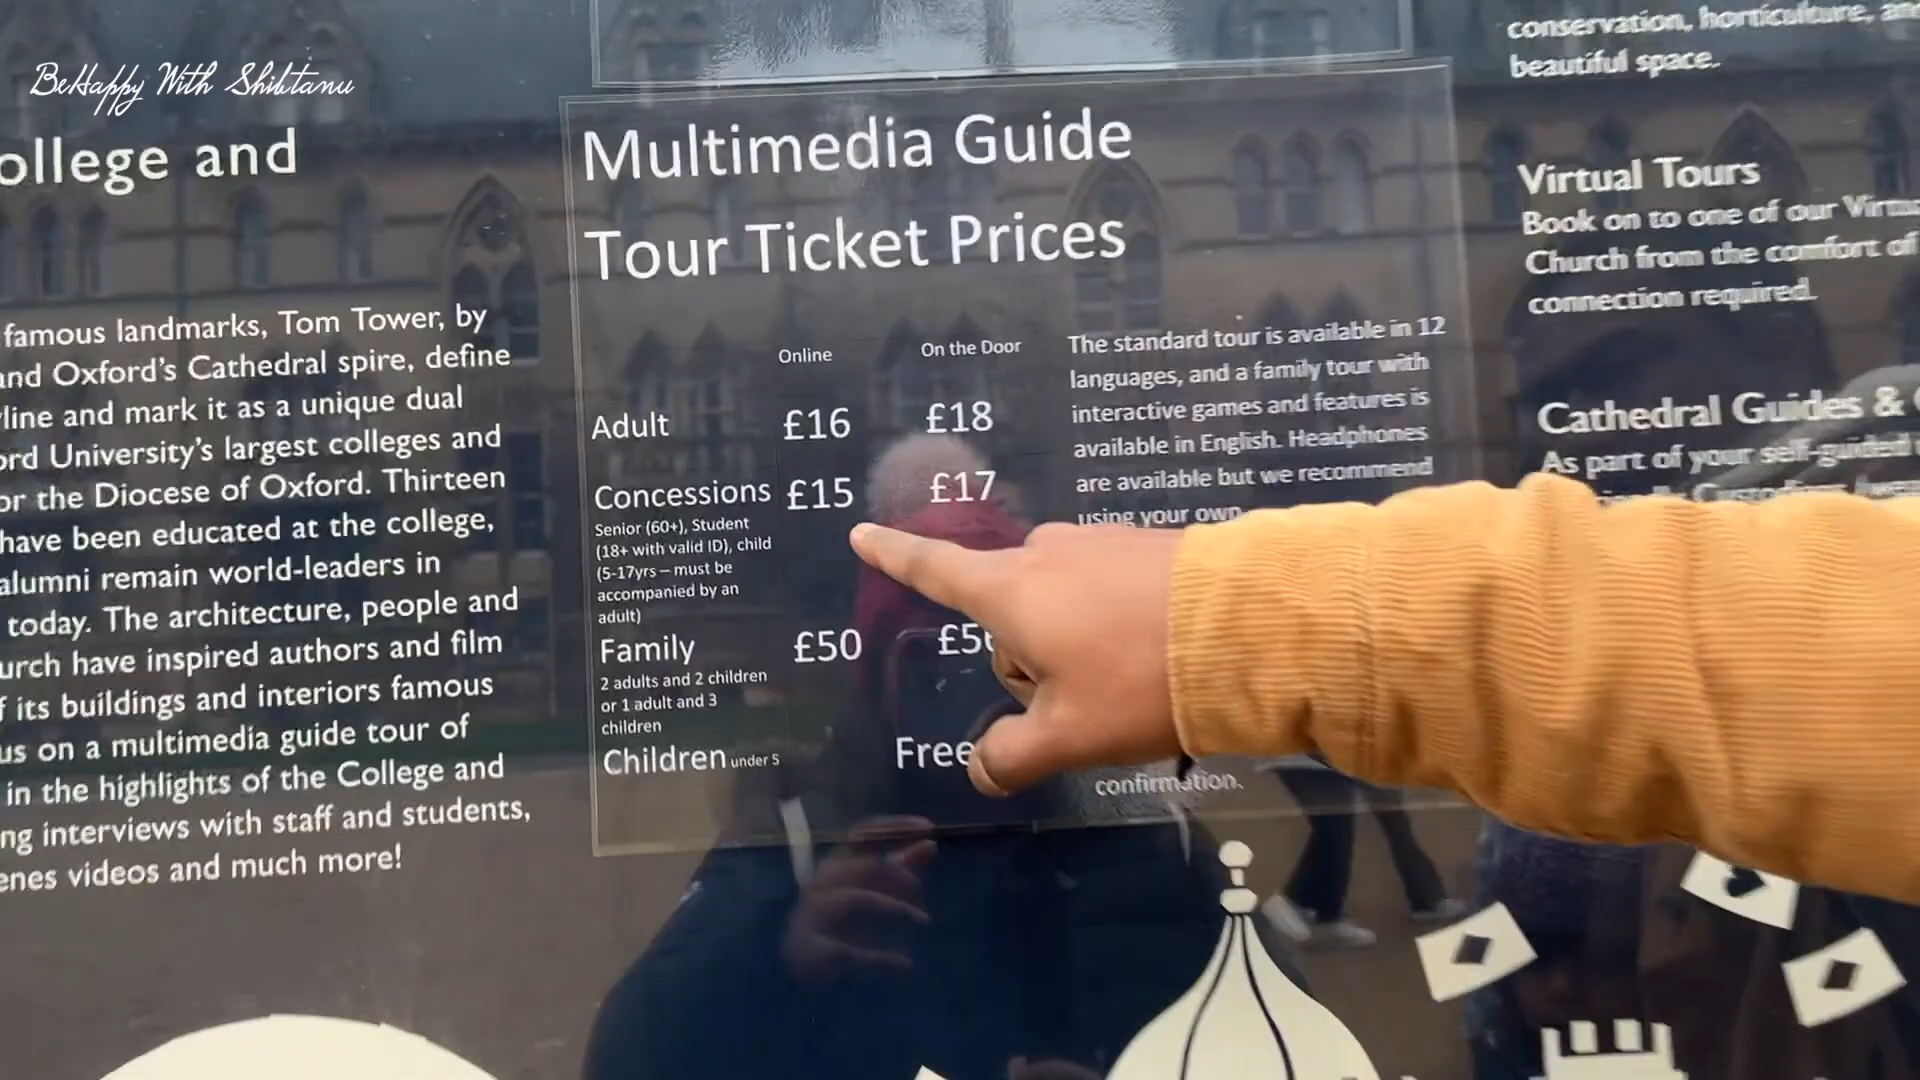 BeHappy With Shibtanu
ollege and
famous landmarks, Tom Tower, by
and Oxford's Cathedral spire, define
line and mark it as a unique dual
ord University's largest colleges and
or the Diocese of Oxford. Thirteen
have been educated at the college,
alumni remain world-leaders in
today. The architecture, people and
urch have inspired authors and film
f its buildings and interiors famous
us on a multimedia guide tour of
in the highlights of the College and
ng interviews with staff and students,
enes videos and much more!
Multimedia Guide
Tour Ticket Prices
Online On the Door
Adult £16 £18
Concessions £15 £17
Senior (60+), Student
(18+ with valid ID), child
(5-17yrs – must be
accompanied by an
adult)
Family £50
2 adults and 2 children
or 1 adult and 3
children
Children under 5 Free
The standard tour is available in 12
languages, and a family tour with
interactive games and features is
available in English. Headphones
are available but we recommend
using your own
confirmation.
conservation, horticulture,
beautiful space.
Virtual Tours
Book on to one of our
Church from the comfort of
connection required.
Cathedral Guides &
As part of your self-guided